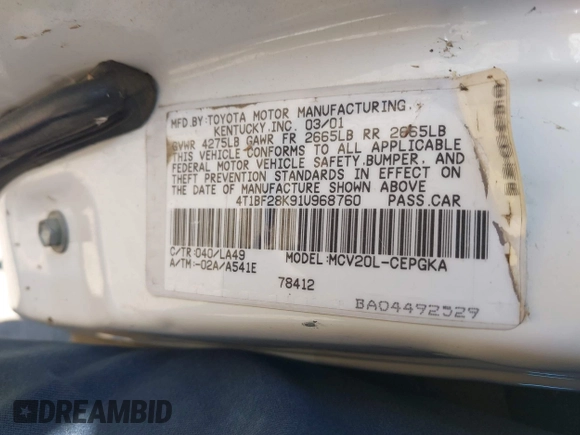 MFD.BY:TOYOTA MOTOR MANUFACTURING,
KENTUCKY,INC. 03/01
GVWR 4275LB GAWR FR 2665LB RR 2665LB
THIS VEHICLE CONFORMS TO ALL APPLICABLE
FEDERAL MOTOR VEHICLE SAFETY,BUMPER, AND
THEFT PREVENTION STANDARDS IN EFFECT ON
THE DATE OF MANUFACTURE SHOWN ABOVE
4T1BF28K91U968760 PASS.CAR
C/TR:040/LA49 MODEL:MCV20L-CEPGKA
A/TM:-02A/A541E
78412
BA04492529
DREAMBID